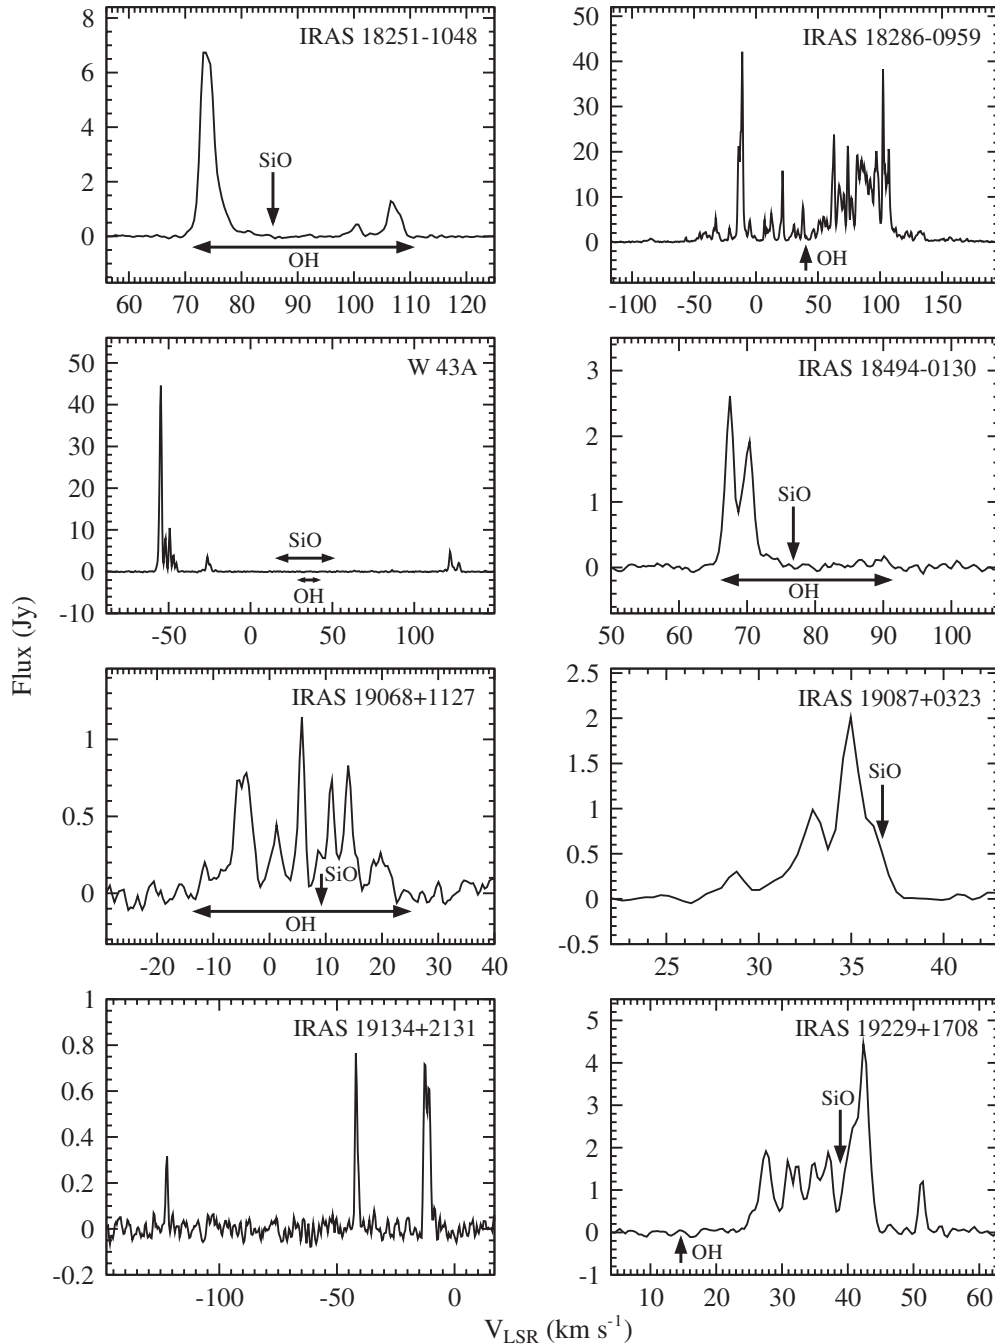 IRAS 18251-1048
8
6
4
2
0
SiO
OH
60 70 80 90 100 110 120
IRAS 18286-0959
50
40
30
20
10
0
OH
-100 -50 0 50 100 150
W 43A
50
40
30
20
10
0
-10
SiO
OH
-50 0 50 100
IRAS 18494-0130
3
2
1
0
SiO
OH
50 60 70 80 90 100
Flux (Jy)
IRAS 19068+1127
1
0.5
0
SiO
OH
-20 -10 0 10 20 30 40
IRAS 19087+0323
2.5
2
1.5
1
0.5
0
-0.5
SiO
25 30 35 40
IRAS 19134+2131
1
0.8
0.6
0.4
0.2
0
-0.2
-100 -50 0
IRAS 19229+1708
5
4
3
2
1
0
-1
SiO
OH
10 20 30 40 50 60
V_LSR (km s⁻¹)